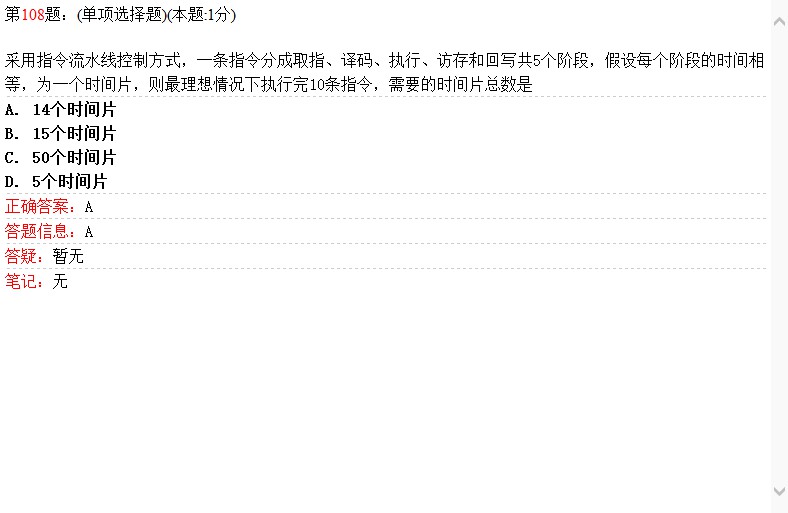 第108题：(单项选择题)(本题:1分)
采用指令流水线控制方式，一条指令分成取指、译码、执行、访存和回写共5个阶段，假设每个阶段的时间相
等，为一个时间片，则最理想情况下执行完10条指令，需要的时间片总数是
A. 14个时间片
B. 15个时间片
C. 50个时间片
D. 5个时间片
正确答案：A
答题信息：A
答疑：暂无
笔记：无